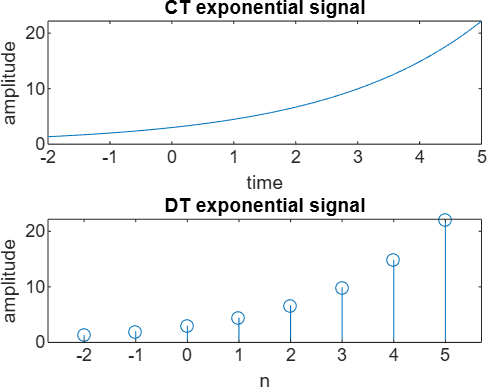 CT exponential signal
20
10
0
amplitude
-2 -1 0 1 2 3 4 5
time
DT exponential signal
20
10
0
amplitude
-2 -1 0 1 2 3 4 5
n